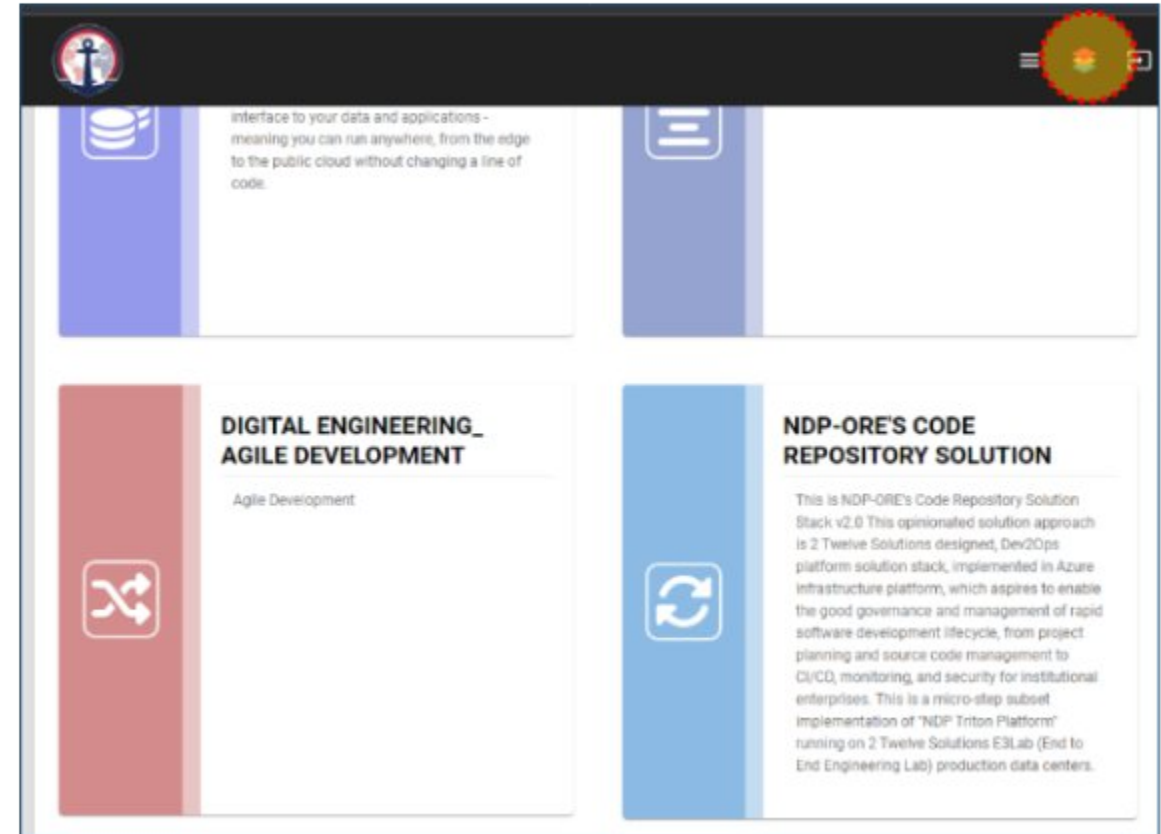 interface to your data and applications -
meaning you can run anywhere, from the edge
to the public cloud without changing a line of
code.
DIGITAL ENGINEERING_
AGILE DEVELOPMENT
Agile Development
NDP-ORE'S CODE
REPOSITORY SOLUTION
This is NDP-ORE's Code Repository Solution
Stack v2.0 This opinionated solution approach
is 2 Twelve Solutions designed, Dev2Ops
platform solution stack, implemented in Azure
infrastructure platform, which aspires to enable
the good governance and management of rapid
software development lifecycle, from project
planning and source code management to
CI/CD, monitoring, and security for institutional
enterprises. This is a micro-step subset
implementation of "NDP Triton Platform"
running on 2 Twelve Solutions E3Lab (End to
End Engineering Lab) production data centers.